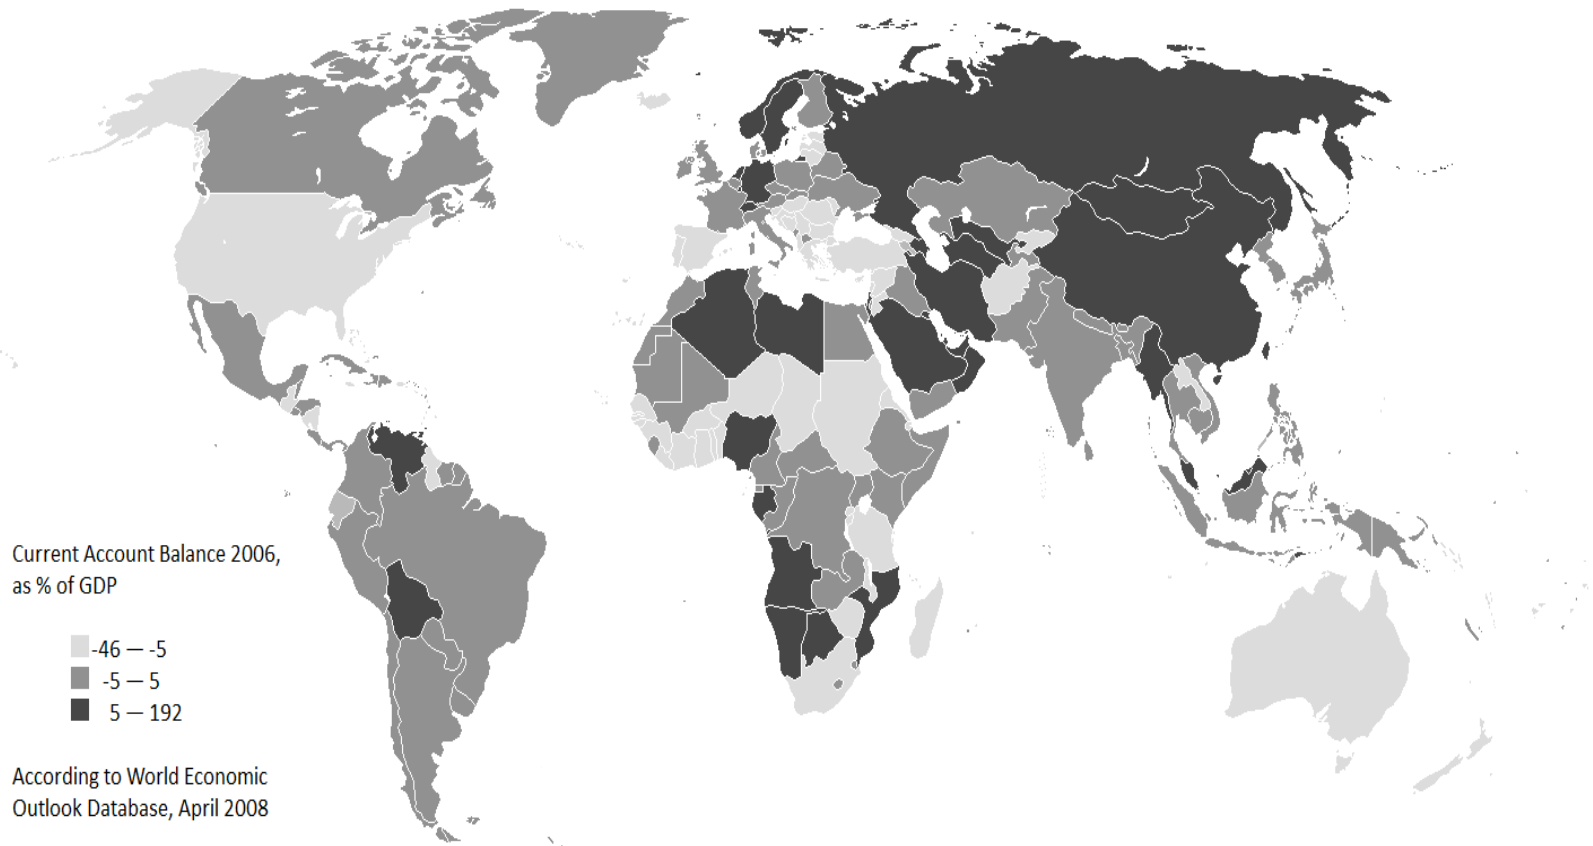 Current Account Balance 2006,
as % of GDP
-46 — -5
-5 — 5
5 — 192
According to World Economic
Outlook Database, April 2008